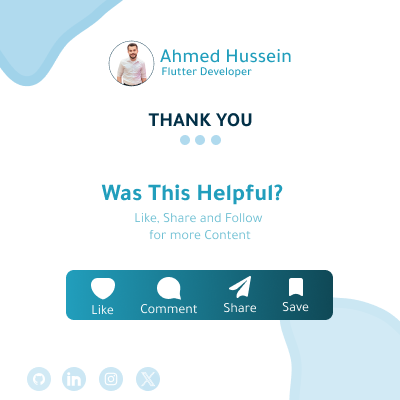 Ahmed Hussein
Flutter Developer
THANK YOU
Was This Helpful?
Like, Share and Follow
for more Content
Like Comment Share Save
in